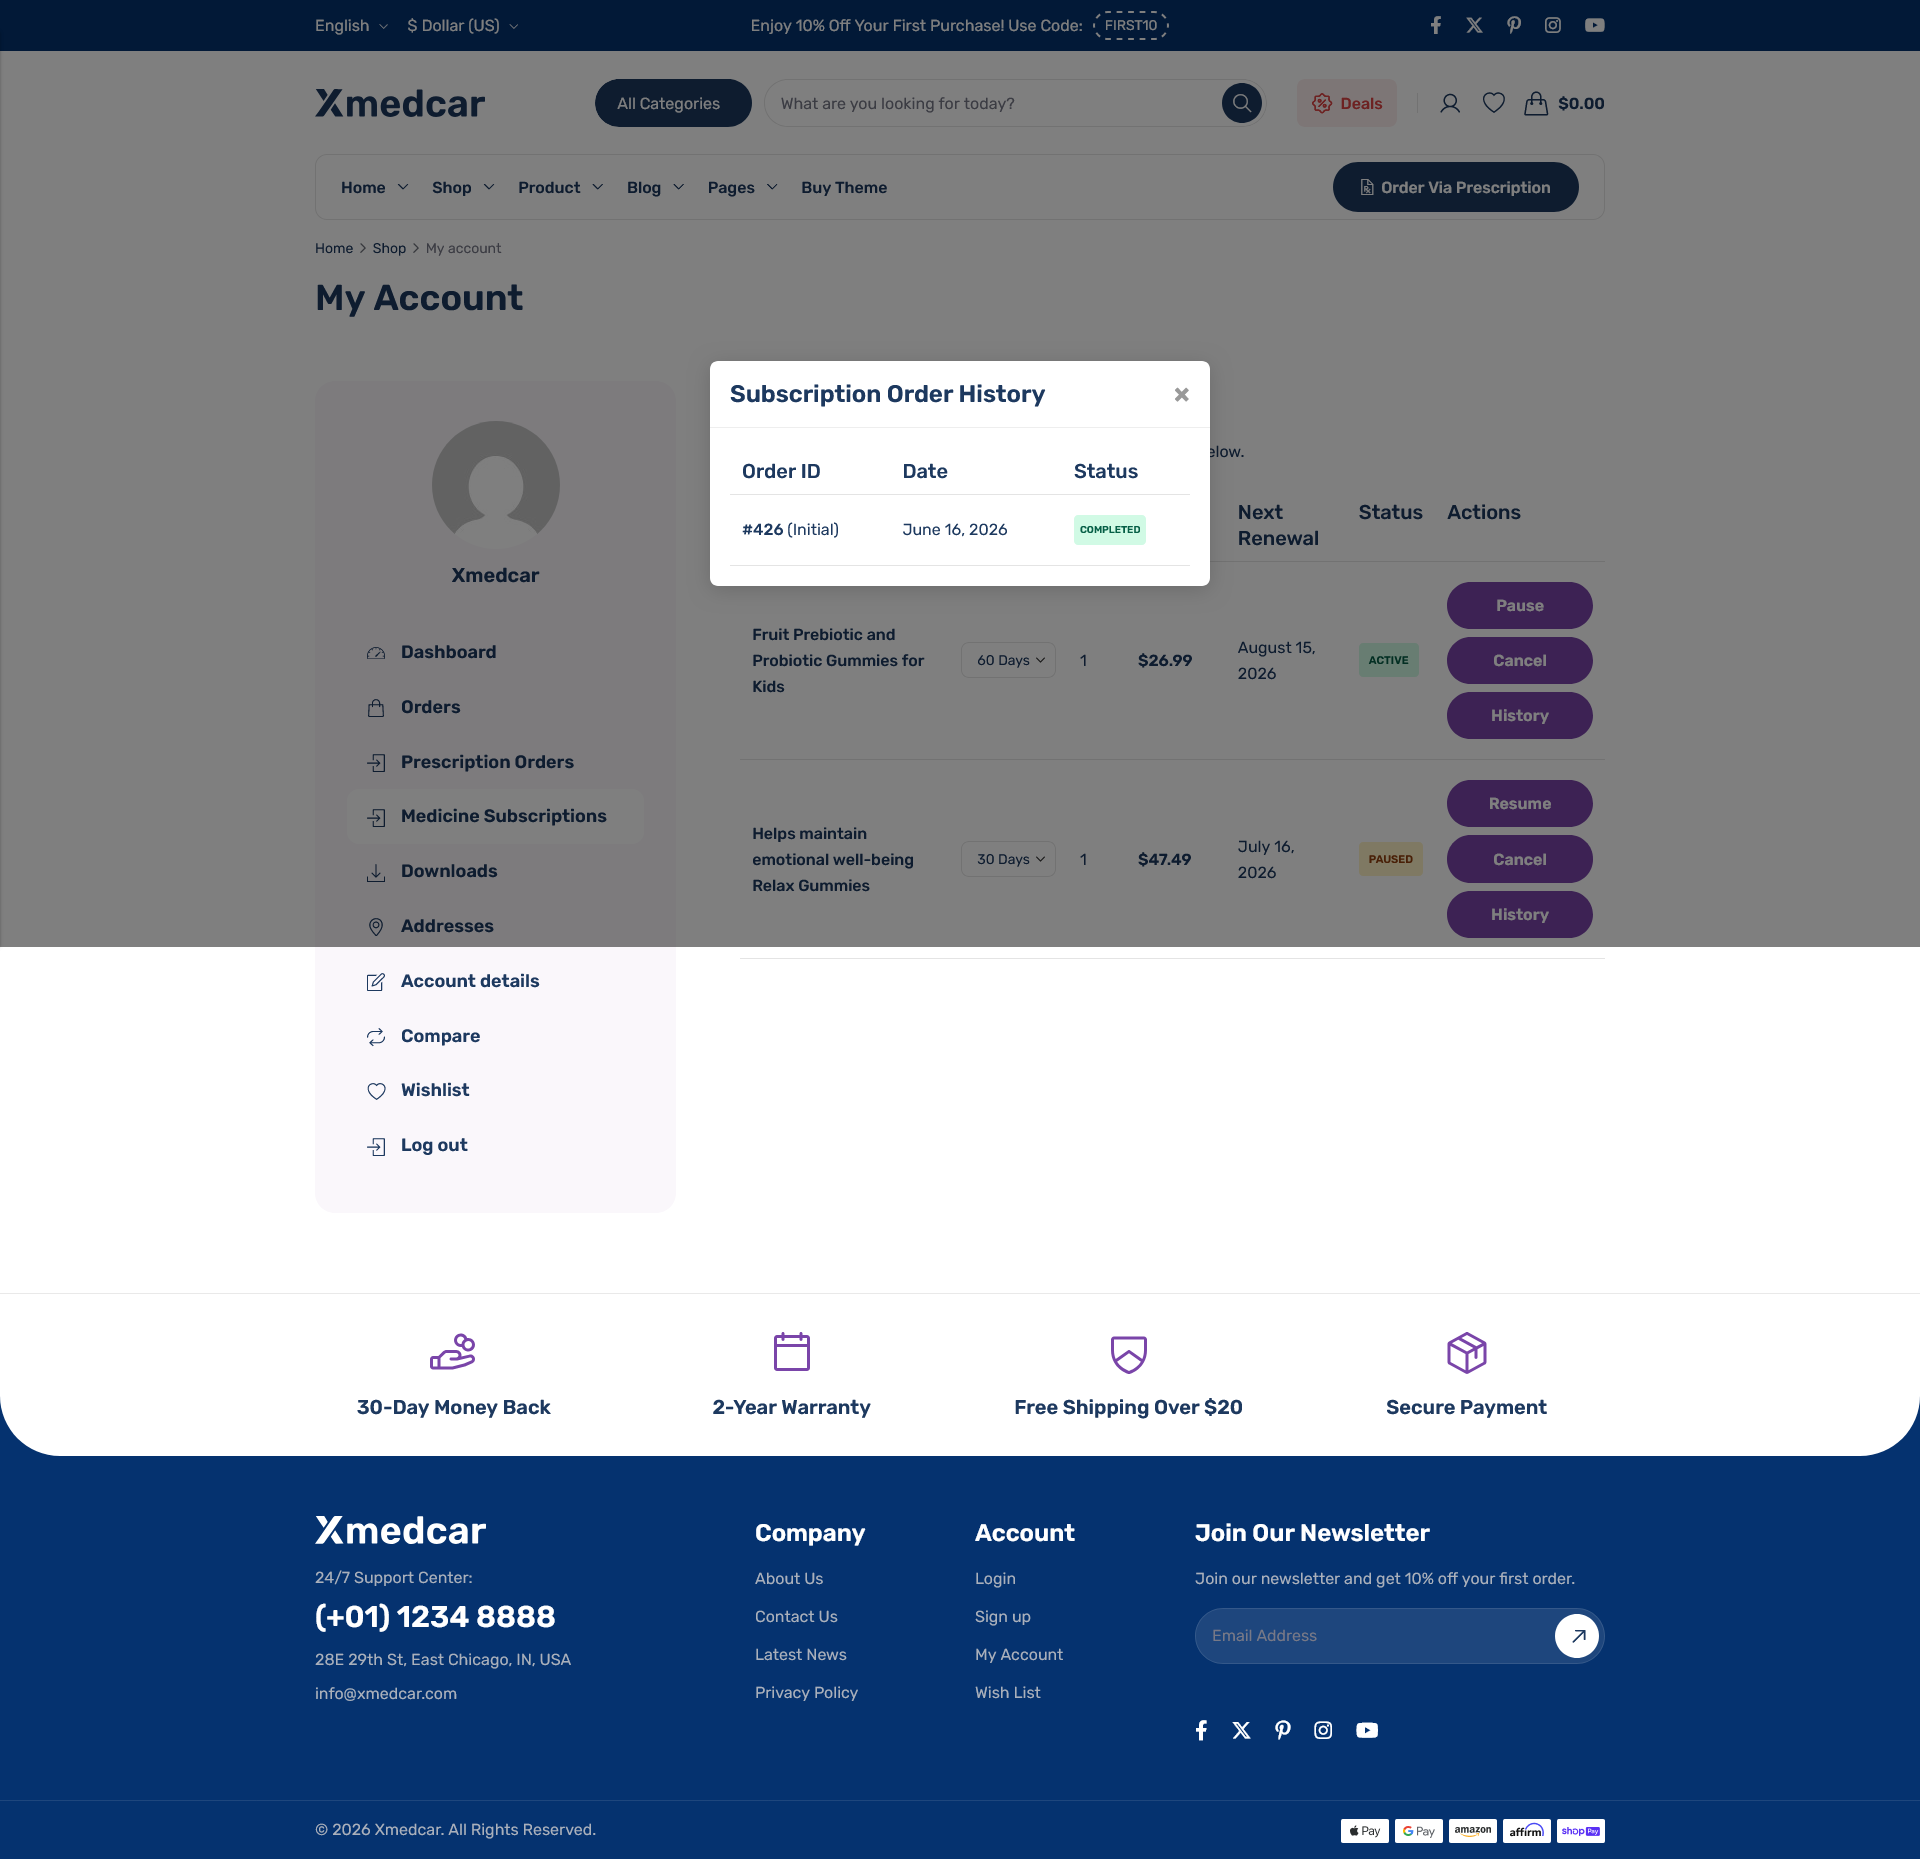 English
$ Dollar (US)
Enjoy 10% Off Your First Purchase! Use Code: FIRST10
Xmedcar
All Categories
What are you looking for today?
Deals
$0.00
Home
Shop
Product
Blog
Pages
Buy Theme
Order Via Prescription
Home > Shop > My account
My Account
Xmedcar
Dashboard
Orders
Prescription Orders
Medicine Subscriptions
Downloads
Addresses
Account details
Compare
Wishlist
Log out
Subscription Order History
×
Order ID Date Status
#426 (Initial) June 16, 2026 COMPLETED
elow.
Next
Renewal
Status
Actions
Fruit Prebiotic and
Probiotic Gummies for
Kids
60 Days
1
$26.99
August 15,
2026
ACTIVE
Pause
Cancel
History
Helps maintain
emotional well-being
Relax Gummies
30 Days
1
$47.49
July 16,
2026
PAUSED
Resume
Cancel
History
30-Day Money Back
2-Year Warranty
Free Shipping Over $20
Secure Payment
Xmedcar
24/7 Support Center:
(+01) 1234 8888
28E 29th St, East Chicago, IN, USA
info@xmedcar.com
Company
About Us
Contact Us
Latest News
Privacy Policy
Account
Login
Sign up
My Account
Wish List
Join Our Newsletter
Join our newsletter and get 10% off your first order.
Email Address
© 2026 Xmedcar. All Rights Reserved.
Pay
G Pay
amazon
affirm
shop Pay